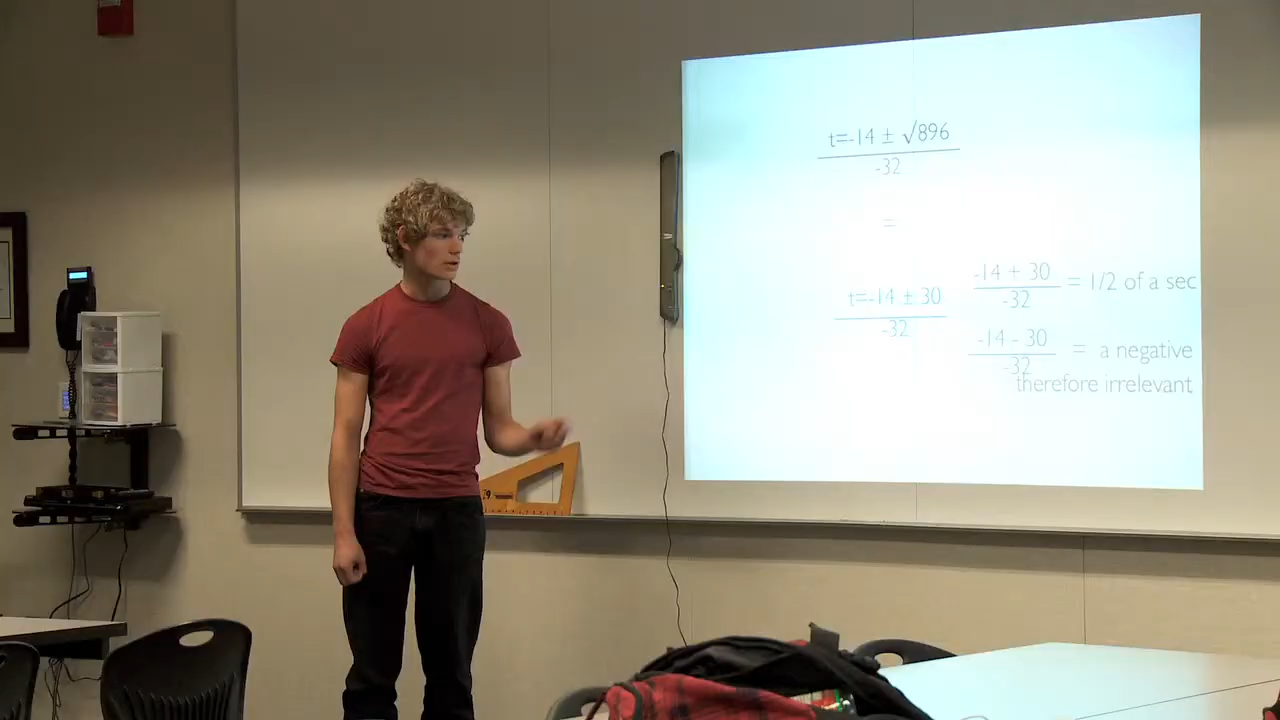 t=-14 ± √896
-32
=
t=-14 ± 30
-32
-14 + 30 = 1/2 of a sec
-32
-14 - 30 = a negative
-32
therefore irrelevant